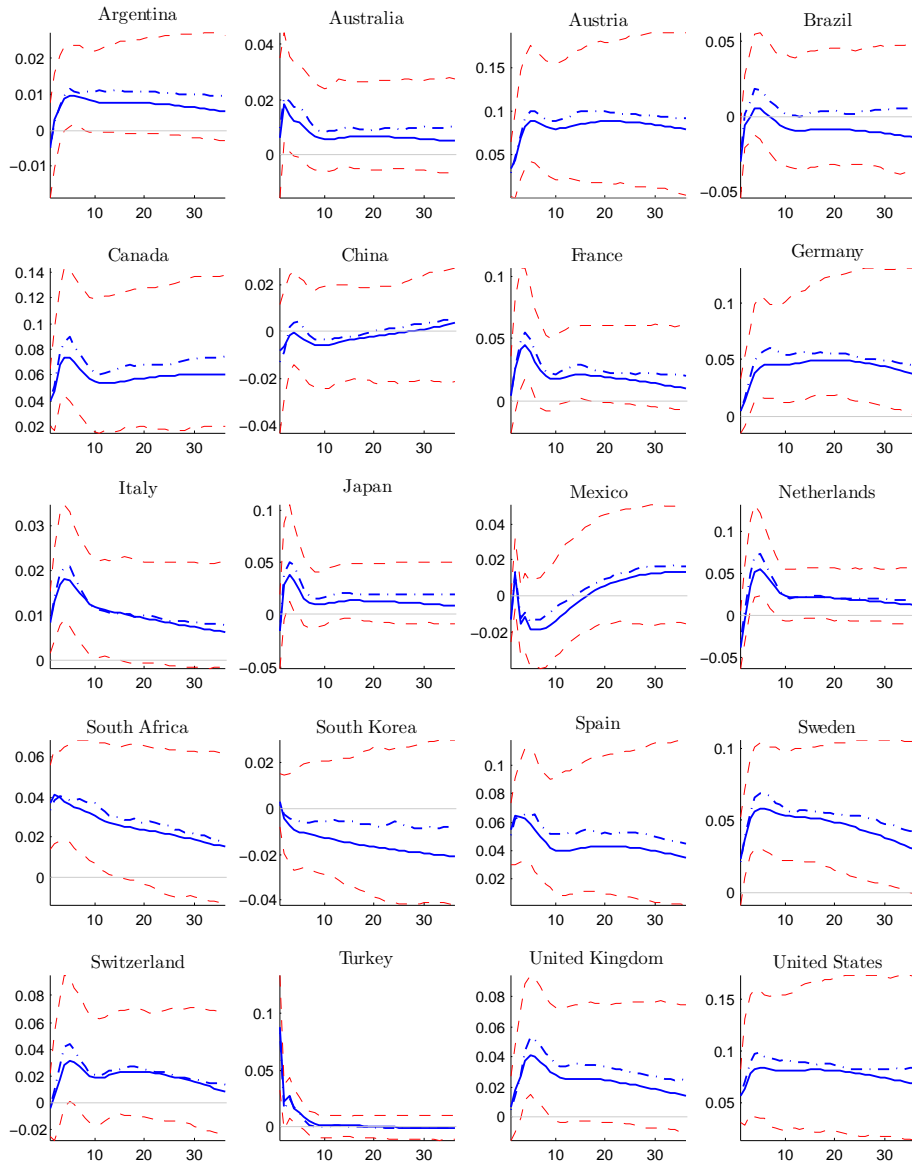 Argentina
0.02
0.01
0
−0.01
10 20 30
Australia
0.04
0.02
0
10 20 30
Austria
0.15
0.1
0.05
10 20 30
Brazil
0.05
0
−0.05
10 20 30
Canada
0.14
0.12
0.1
0.08
0.06
0.04
0.02
10 20 30
China
0.02
0
−0.02
−0.04
10 20 30
France
0.1
0.05
0
10 20 30
Germany
0.1
0.05
0
10 20 30
Italy
0.03
0.02
0.01
0
10 20 30
Japan
0.1
0.05
0
−0.05
10 20 30
Mexico
0.04
0.02
0
−0.02
10 20 30
Netherlands
0.1
0.05
0
−0.05
10 20 30
South Africa
0.06
0.04
0.02
0
10 20 30
South Korea
0.02
0
−0.02
−0.04
10 20 30
Spain
0.1
0.08
0.06
0.04
0.02
10 20 30
Sweden
0.1
0.05
0
10 20 30
Switzerland
0.08
0.06
0.04
0.02
0
−0.02
10 20 30
Turkey
0.1
0.05
0
10 20 30
United Kingdom
0.08
0.06
0.04
0.02
0
10 20 30
United States
0.15
0.1
0.05
10 20 30